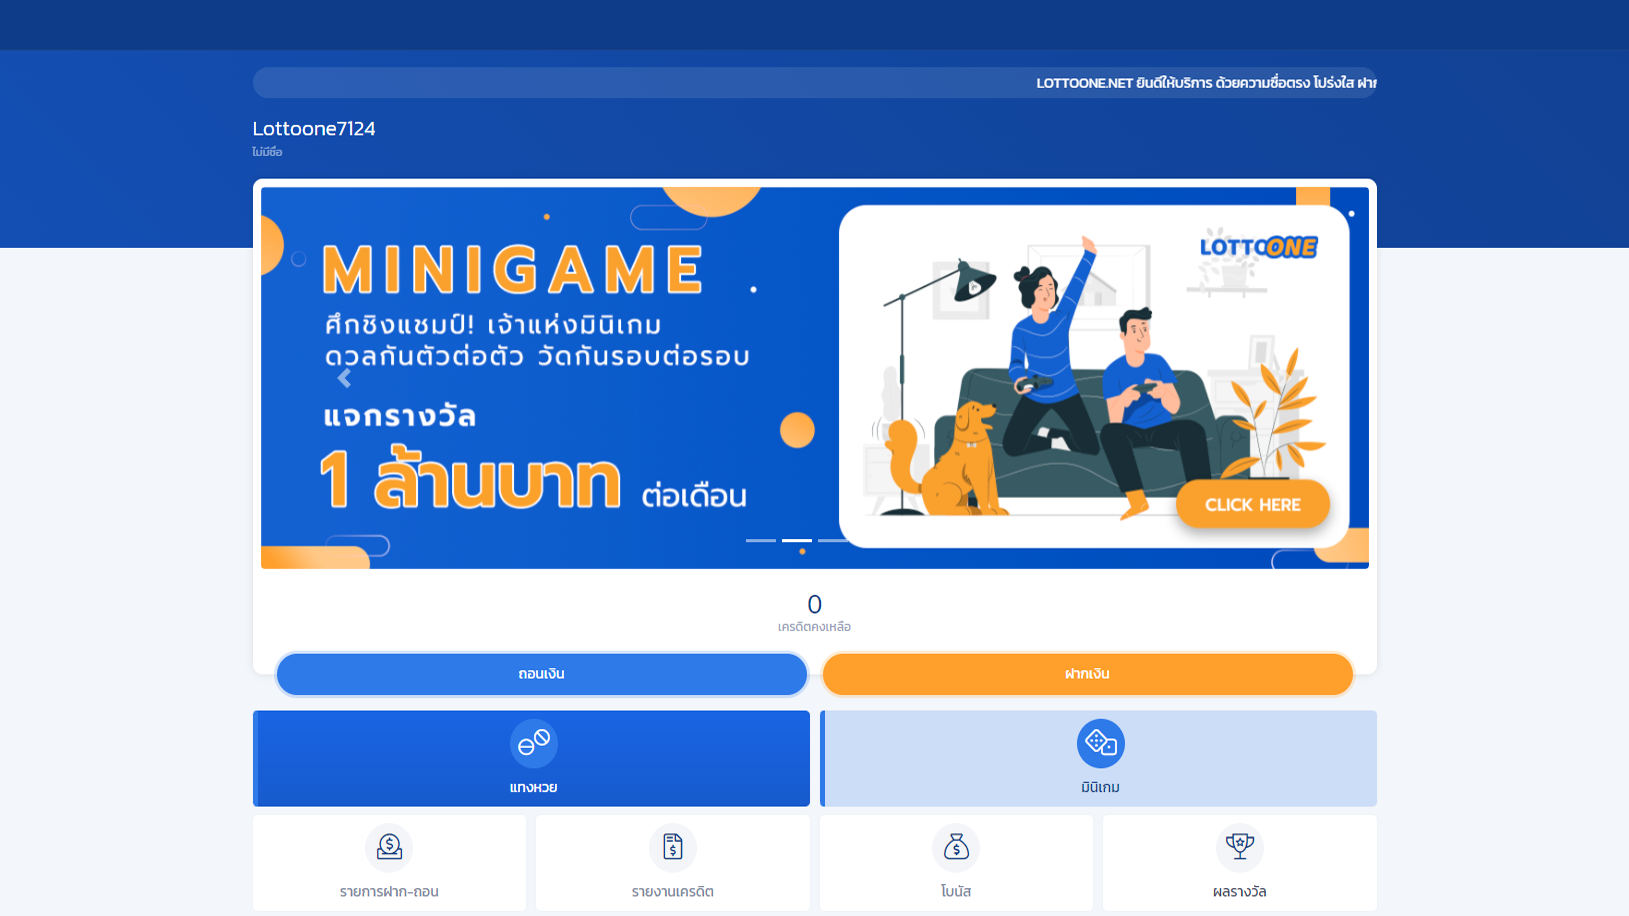 LOTTOONE.NET ยินดีให้บริการ ด้วยความซื่อตรง โปร่งใส
Lottoone7124
ไม่มีชื่อ
LOTTOONE
MINIGAME
ศึกชิงแชมป์! เจ้าแห่งมินิเกม
ดวลกันตัวต่อตัว วัดกันรอบต่อรอบ
แจกรางวัล
1 ล้านบาท ต่อเดือน
CLICK HERE
0
เครดิตคงเหลือ
ถอนเงิน
ฝากเงิน
แทงหวย
มินิเกม
รายการฝาก-ถอน
รายงานเครดิต
โบนัส
ผลรางวัล